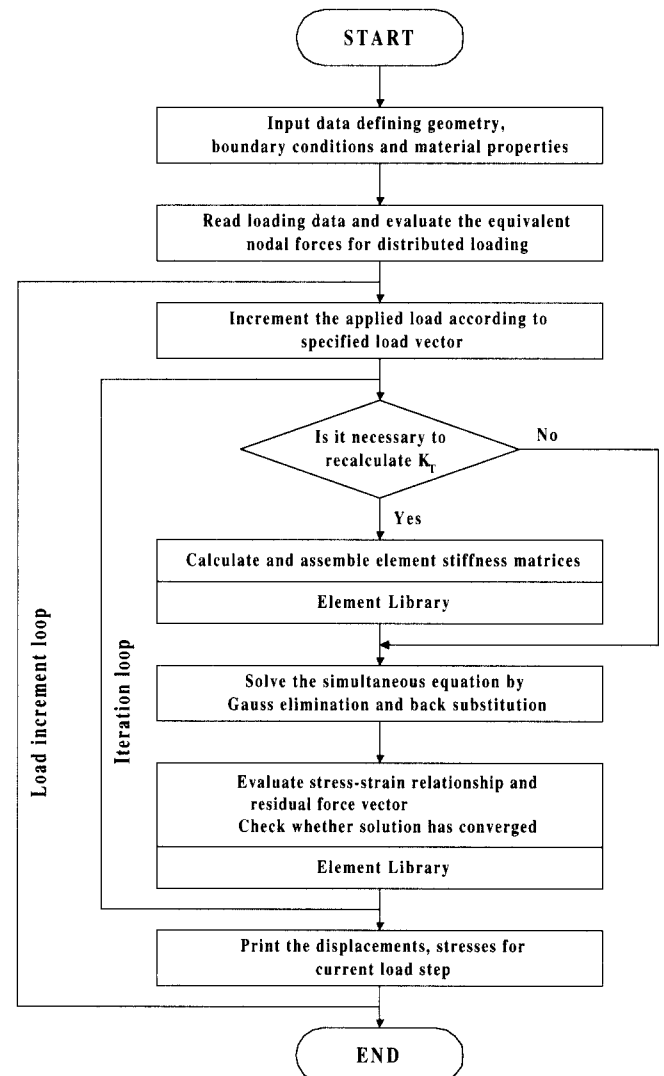 START
Input data defining geometry,
boundary conditions and material properties
Read loading data and evaluate the equivalent
nodal forces for distributed loading
Increment the applied load according to
specified load vector
Is it necessary to
recalculate K_T
No
Yes
Calculate and assemble element stiffness matrices
Element Library
Solve the simultaneous equation by
Gauss elimination and back substitution
Evaluate stress-strain relationship and
residual force vector
Check whether solution has converged
Element Library
Print the displacements, stresses for
current load step
END
Load increment loop
Iteration loop